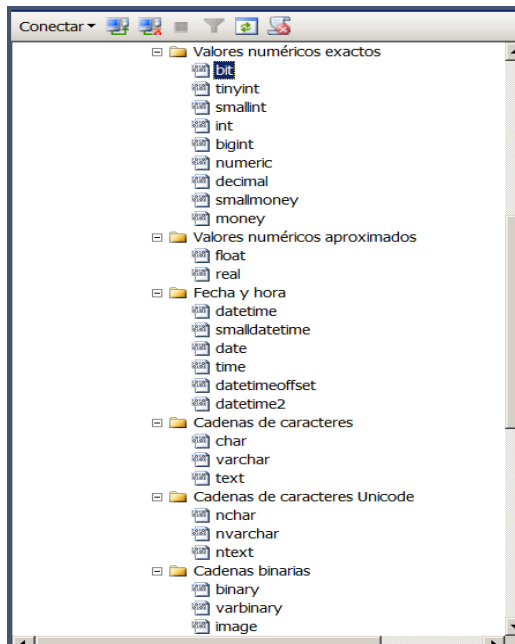 Conectar
Valores numéricos exactos
bit
tinyint
smallint
int
bigint
numeric
decimal
smallmoney
money
Valores numéricos aproximados
float
real
Fecha y hora
datetime
smalldatetime
date
time
datetimeoffset
datetime2
Cadenas de caracteres
char
varchar
text
Cadenas de caracteres Unicode
nchar
nvarchar
ntext
Cadenas binarias
binary
varbinary
image